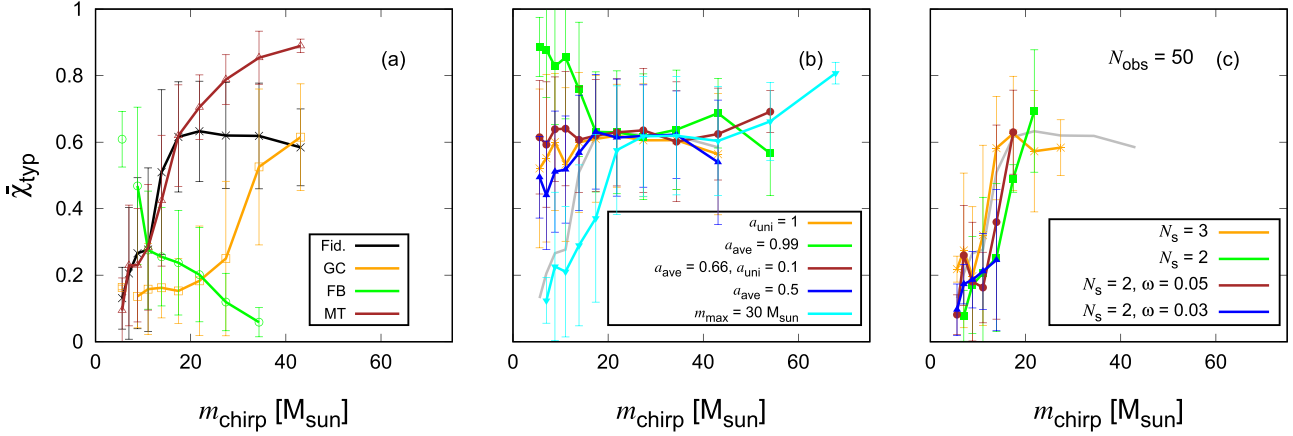 1
0.8
0.6
0.4
0.2
0
χ̄typ
(a)
Fid.
GC
FB
MT
0 20 40 60
mchirp [Msun]
(b)
auni = 1
aave = 0.99
aave = 0.66, auni = 0.1
aave = 0.5
mmax = 30 Msun
0 20 40 60
mchirp [Msun]
Nobs = 50 (c)
Ns = 3
Ns = 2
Ns = 2, ω = 0.05
Ns = 2, ω = 0.03
0 20 40 60
mchirp [Msun]